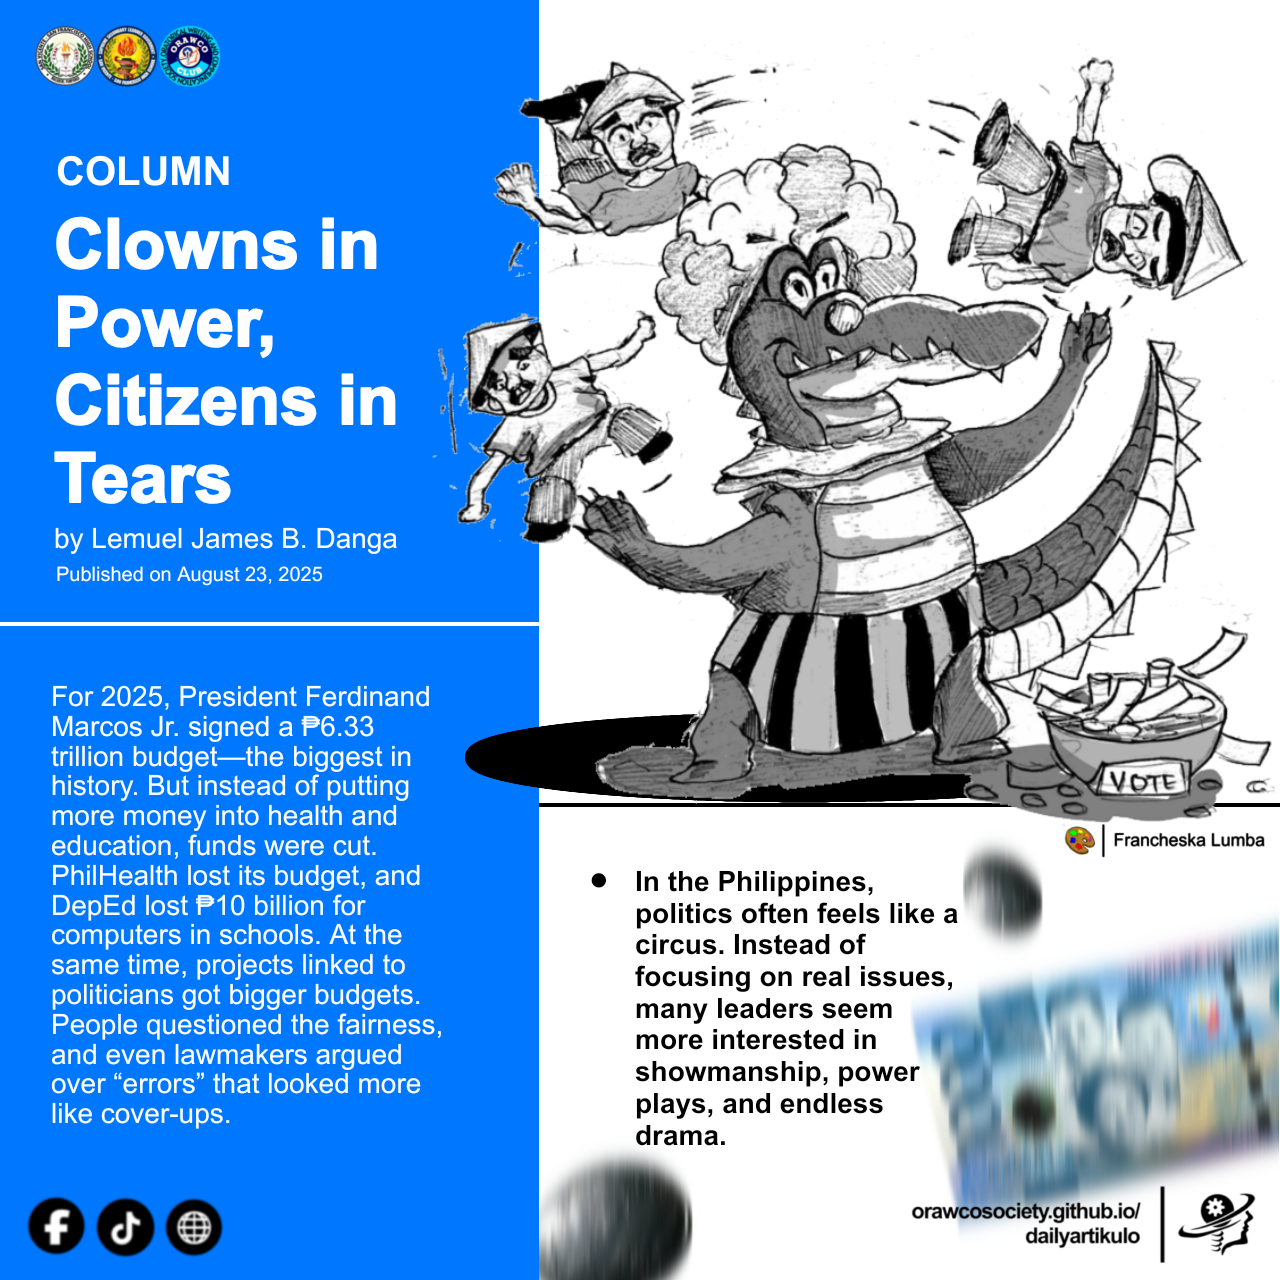 ORAWCO
CLUB
COLUMN
Clowns in
Power,
Citizens in
Tears
by Lemuel James B. Danga
Published on August 23, 2025
For 2025, President Ferdinand
Marcos Jr. signed a ₱6.33
trillion budget—the biggest in
history. But instead of putting
more money into health and
education, funds were cut.
PhilHealth lost its budget, and
DepEd lost ₱10 billion for
computers in schools. At the
same time, projects linked to
politicians got bigger budgets.
People questioned the fairness,
and even lawmakers argued
over “errors” that looked more
like cover-ups.
VOTE
Francheska Lumba
● In the Philippines,
politics often feels like a
circus. Instead of
focusing on real issues,
many leaders seem
more interested in
showmanship, power
plays, and endless
drama.
orawcosociety.github.io/
dailyartikulo